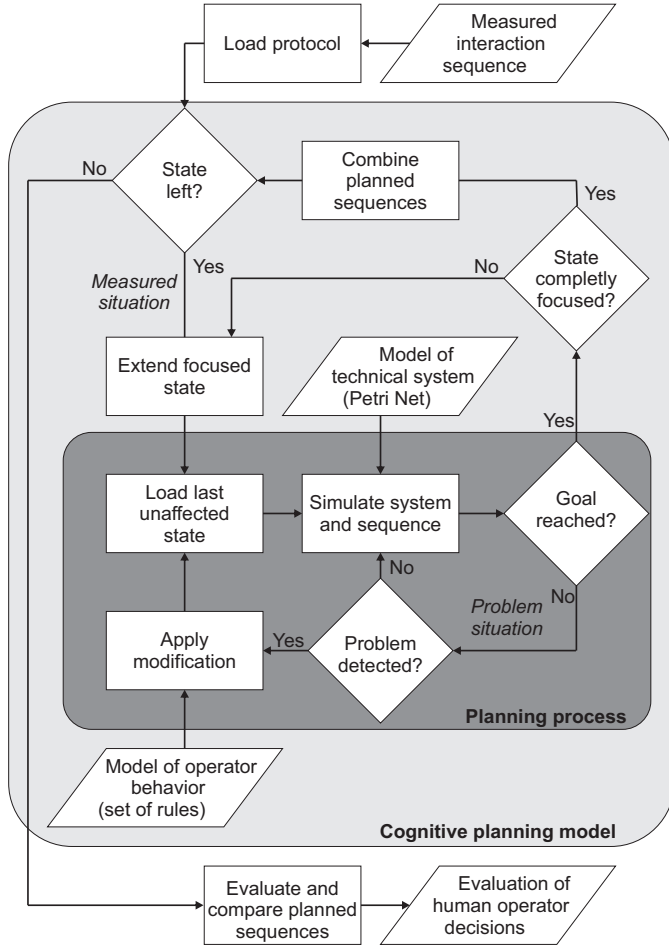 Load protocol
Measured
interaction
sequence
No
State
left?
Combine
planned
sequences
Yes
State
completly
focused?
No
Measured
situation
Yes
Extend focused
state
Model of
technical system
(Petri Net)
Yes
Load last
unaffected
state
Simulate system
and sequence
Goal
reached?
No
No
Problem
situation
Apply
modification
Yes
Problem
detected?
Planning process
Model of operator
behavior
(set of rules)
Cognitive planning model
Evaluate and
compare planned
sequences
Evaluation of
human operator
decisions